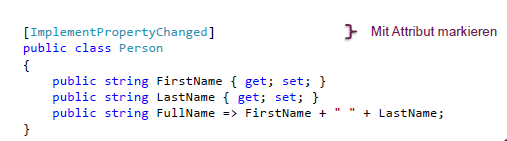 [ImplementPropertyChanged] } Mit Attribut markieren
public class Person
{
    public string FirstName { get; set; }
    public string LastName { get; set; }
    public string FullName => FirstName + " " + LastName;
}